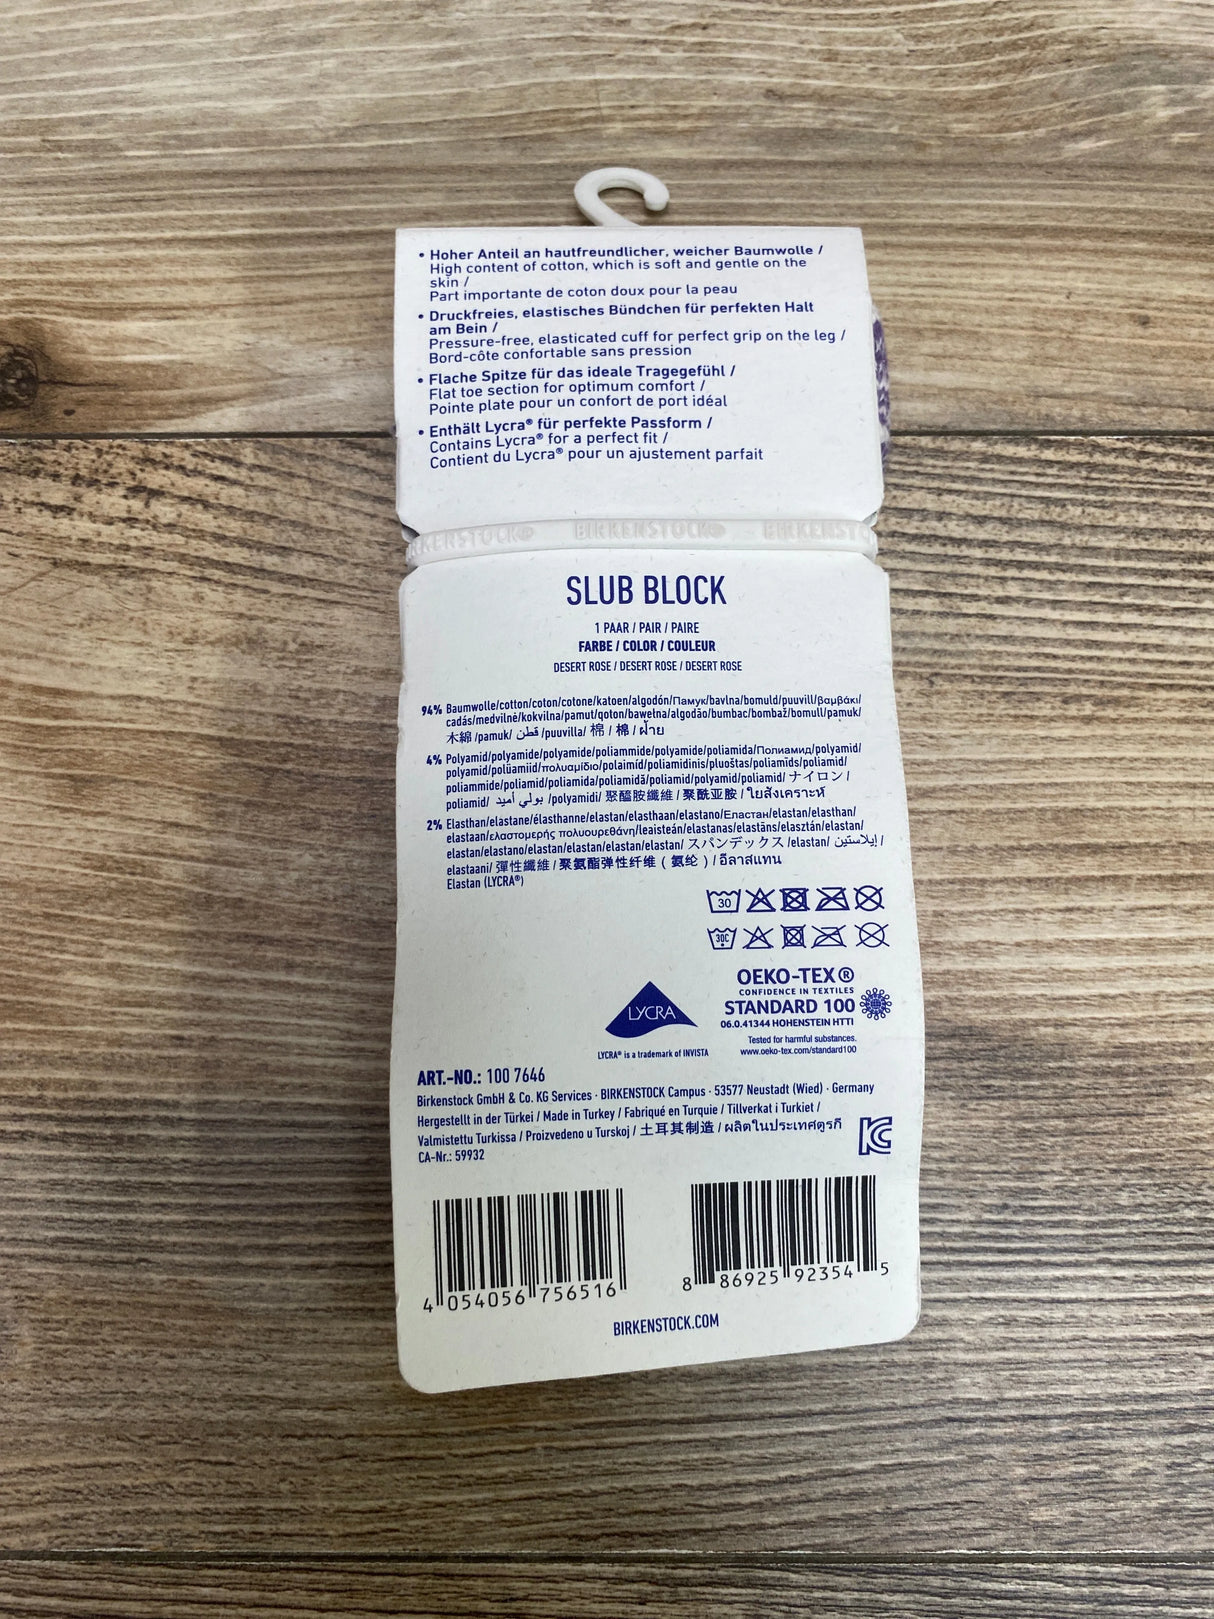 • Hoher Anteil an hautfreundlicher, weicher Baumwolle /
High content of cotton, which is soft and gentle on the
skin /
Part importante de coton doux pour la peau
• Druckfreies, elastisches Bündchen für perfekten Halt
am Bein /
Pressure-free, elasticated cuff for perfect grip on the leg /
Bord-côte confortable sans pression
• Flache Spitze für das ideale Tragegefühl /
Flat toe section for optimum comfort /
Pointe plate pour un confort de port idéal
• Enthält Lycra® für perfekte Passform /
Contains Lycra® for a perfect fit /
Contient du Lycra® pour un ajustement parfait
BIRKENSTOCK® BIRKENSTOCK®
SLUB BLOCK
1 PAAR / PAIR / PAIRE
FARBE / COLOR / COULEUR
DESERT ROSE / DESERT ROSE / DESERT ROSE
94% Baumwolle/cotton/coton/cotone/katoen/algodón/Памук/bavlna/bomuld/puuvill/βαμβάκι/
cadás/medvilnė/kokvilna/pamut/qoton/bawełna/algodão/bumbac/bombaž/bomull/pamuk/
木綿 /pamuk/ قطن /puuvilla/ 棉 / 棉 / ฝ้าย
4% Polyamid/polyamide/polyamide/poliammide/polyamide/poliamida/Полиамид/polyamid/
polyamid/polüamiid/πολυαμίδιο/polaimíd/poliamidinis/pluoštas/poliamīds/poliamid/
poliammide/poliamid/poliamida/poliamidă/poliamid/polyamid/poliamid/ ナイロン /
poliamid/ بولي أميد /polyamidi/ 聚醯胺纖維 / 聚酰亚胺 / ใยสังเคราะห์
2% Elasthan/elastane/élasthanne/elastan/elasthaan/elastano/Еластан/elastan/elasthan/
elastaan/ελαστομερής πολυουρεθάνη/leaisteán/elastanas/elastāns/elasztán/elastan/
elastan/elastano/elastan/elastan/elastan/elastan/ スパンデックス /elastan/ إيلاستين /
elastaani/ 彈性纖維 / 聚氨酯弹性纤维 ( 氨纶 ) / อีลาสแทน
Elastan (LYCRA®)
30
30C
OEKO-TEX®
CONFIDENCE IN TEXTILES
STANDARD 100
06.0.41344 HOHENSTEIN HTTI
Tested for harmful substances.
www.oeko-tex.com/standard100
LYCRA
LYCRA® is a trademark of INVISTA
ART.-NO.: 100 7646
Birkenstock GmbH & Co. KG Services · BIRKENSTOCK Campus · 53577 Neustadt (Wied) · Germany
Hergestellt in der Türkei / Made in Turkey / Fabriqué en Turquie / Tillverkat i Turkiet /
Valmistettu Turkissa / Proizvedeno u Turskoj / 土耳其制造 / ผลิตในประเทศตุรกี
CA-Nr.: 59932
KC
4 054056 756516
8 86925 92354 5
BIRKENSTOCK.COM